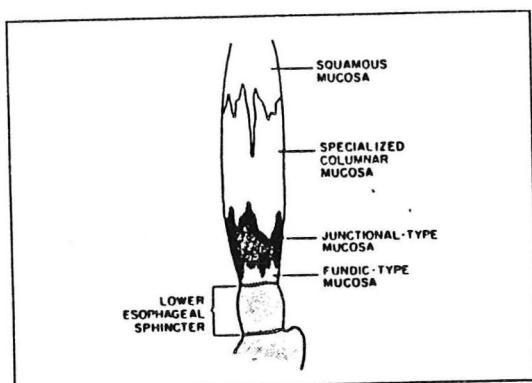 SQUAMOUS
MUCOSA
SPECIALIZED
COLUMNAR
MUCOSA
JUNCTIONAL-TYPE
MUCOSA
FUNDIC-TYPE
MUCOSA
LOWER
ESOPHAGEAL
SPHINCTER